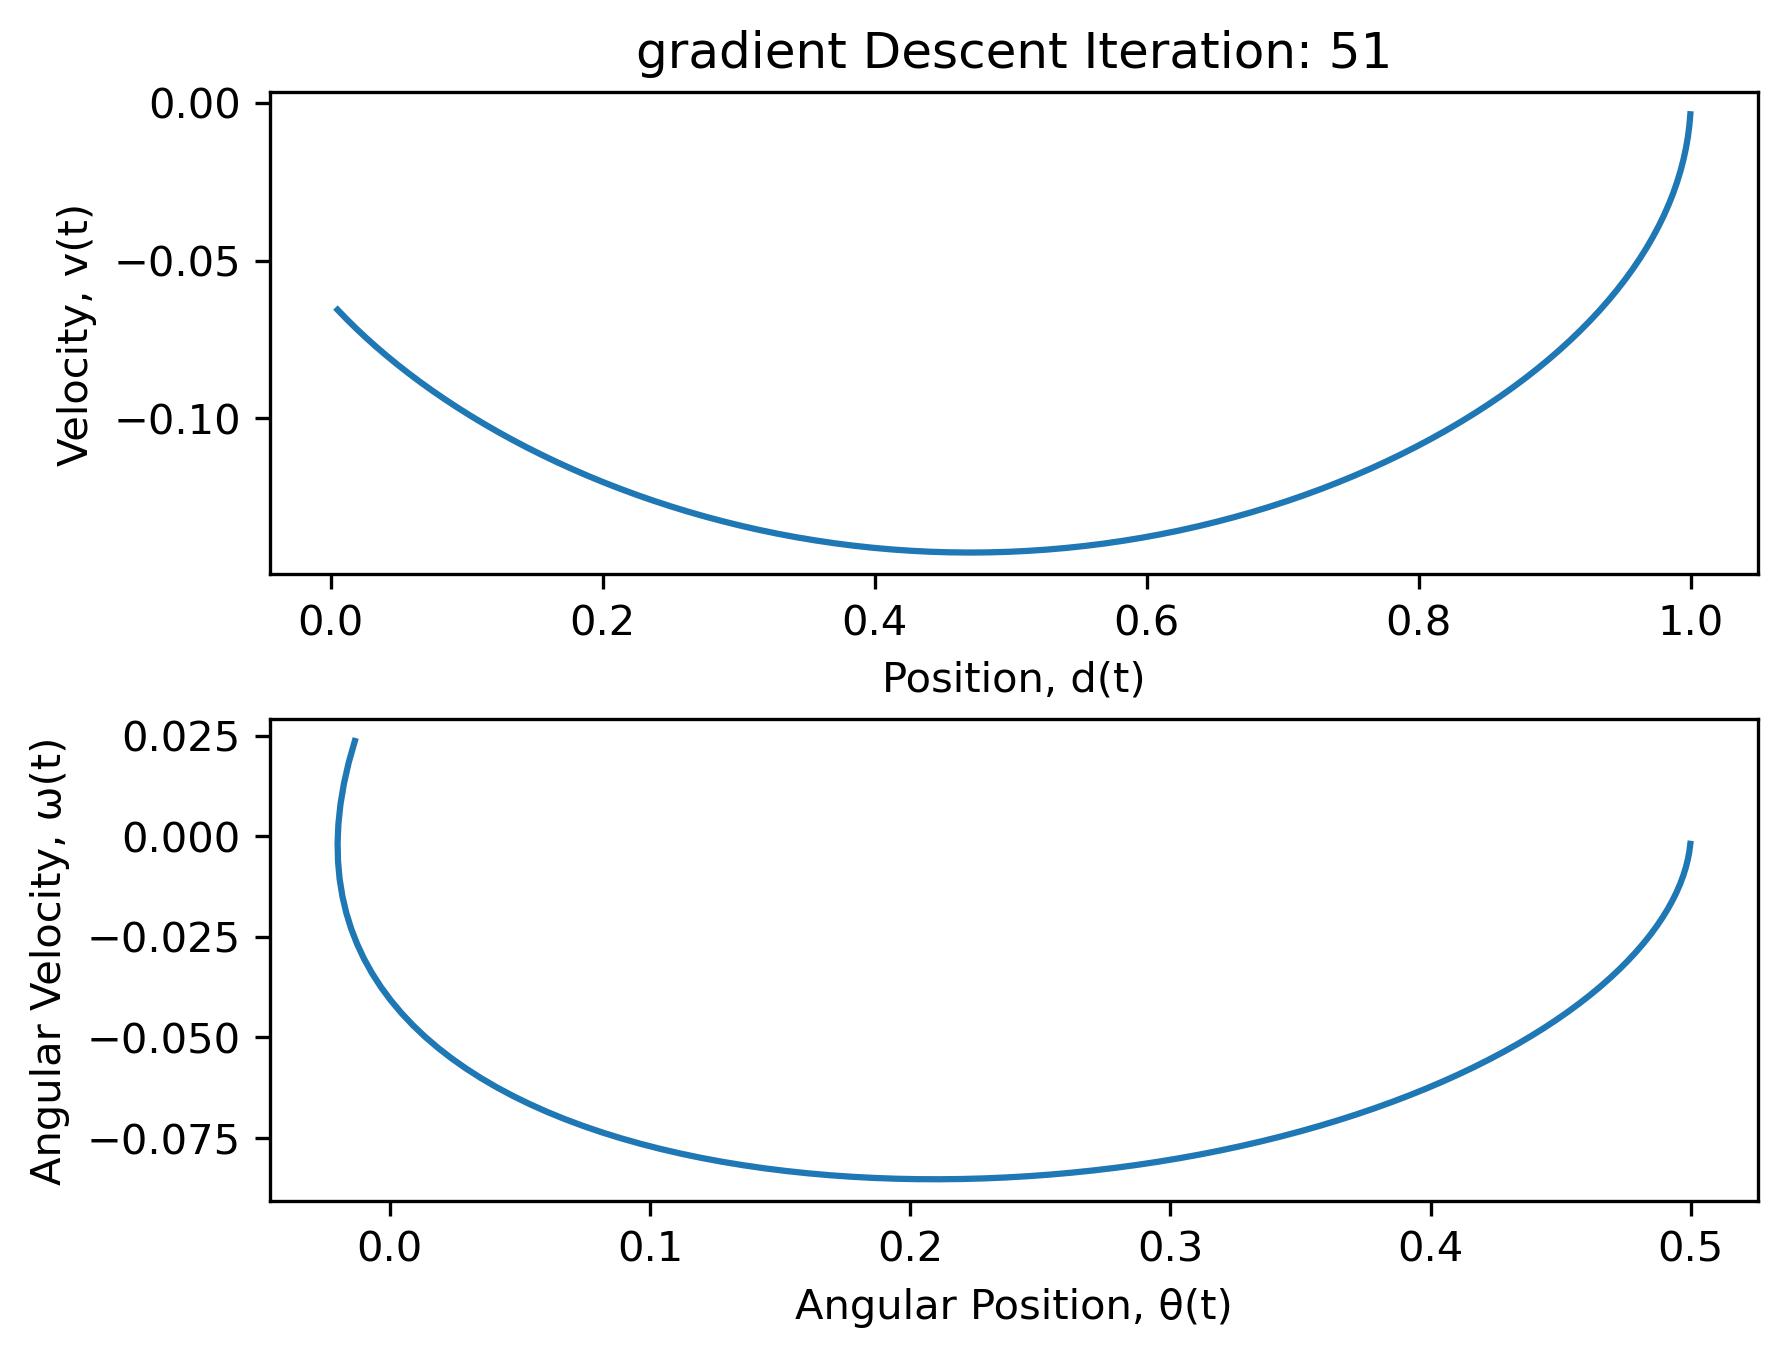 gradient Descent Iteration: 51
0.00
−0.05
−0.10
Velocity, v(t)
0.0 0.2 0.4 0.6 0.8 1.0
Position, d(t)
0.025
0.000
−0.025
−0.050
−0.075
Angular Velocity, ω(t)
0.0 0.1 0.2 0.3 0.4 0.5
Angular Position, θ(t)